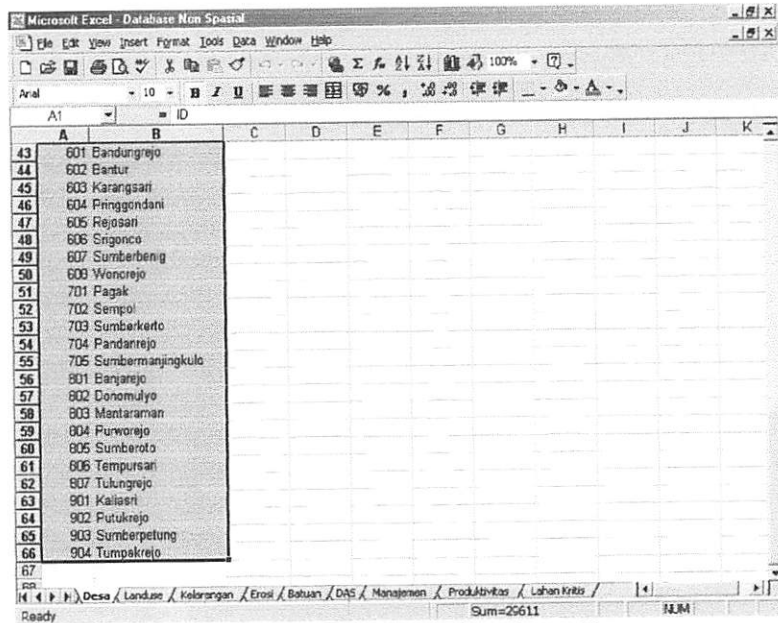 Microsoft Excel - Database Non Spasial
File Edit View Insert Format Tools Data Window Help
100%
Arial 10 B I U % ,
A1 = ID
A B C D E F G H I J K
43 601 Bandungrejo
44 602 Bantur
45 603 Karangsari
46 604 Pringgondani
47 605 Rejosari
48 606 Srigonco
49 607 Sumberbenig
50 608 Wonorejo
51 701 Pagak
52 702 Sempol
53 703 Sumberkerto
54 704 Pandanrejo
55 705 Sumbermanjingkulo
56 801 Banjarejo
57 802 Donomulyo
58 803 Mentaraman
59 804 Purworejo
60 805 Sumberoto
61 806 Tempursari
62 807 Tulungrejo
63 901 Kaliasri
64 902 Putukrejo
65 903 Sumberpetung
66 904 Tumpakrejo
67
68
Desa Landuse Kelerengan Erosi Batuan DAS Manajemen Produktivitas Lahan Kritis
Ready Sum=29611 NUM